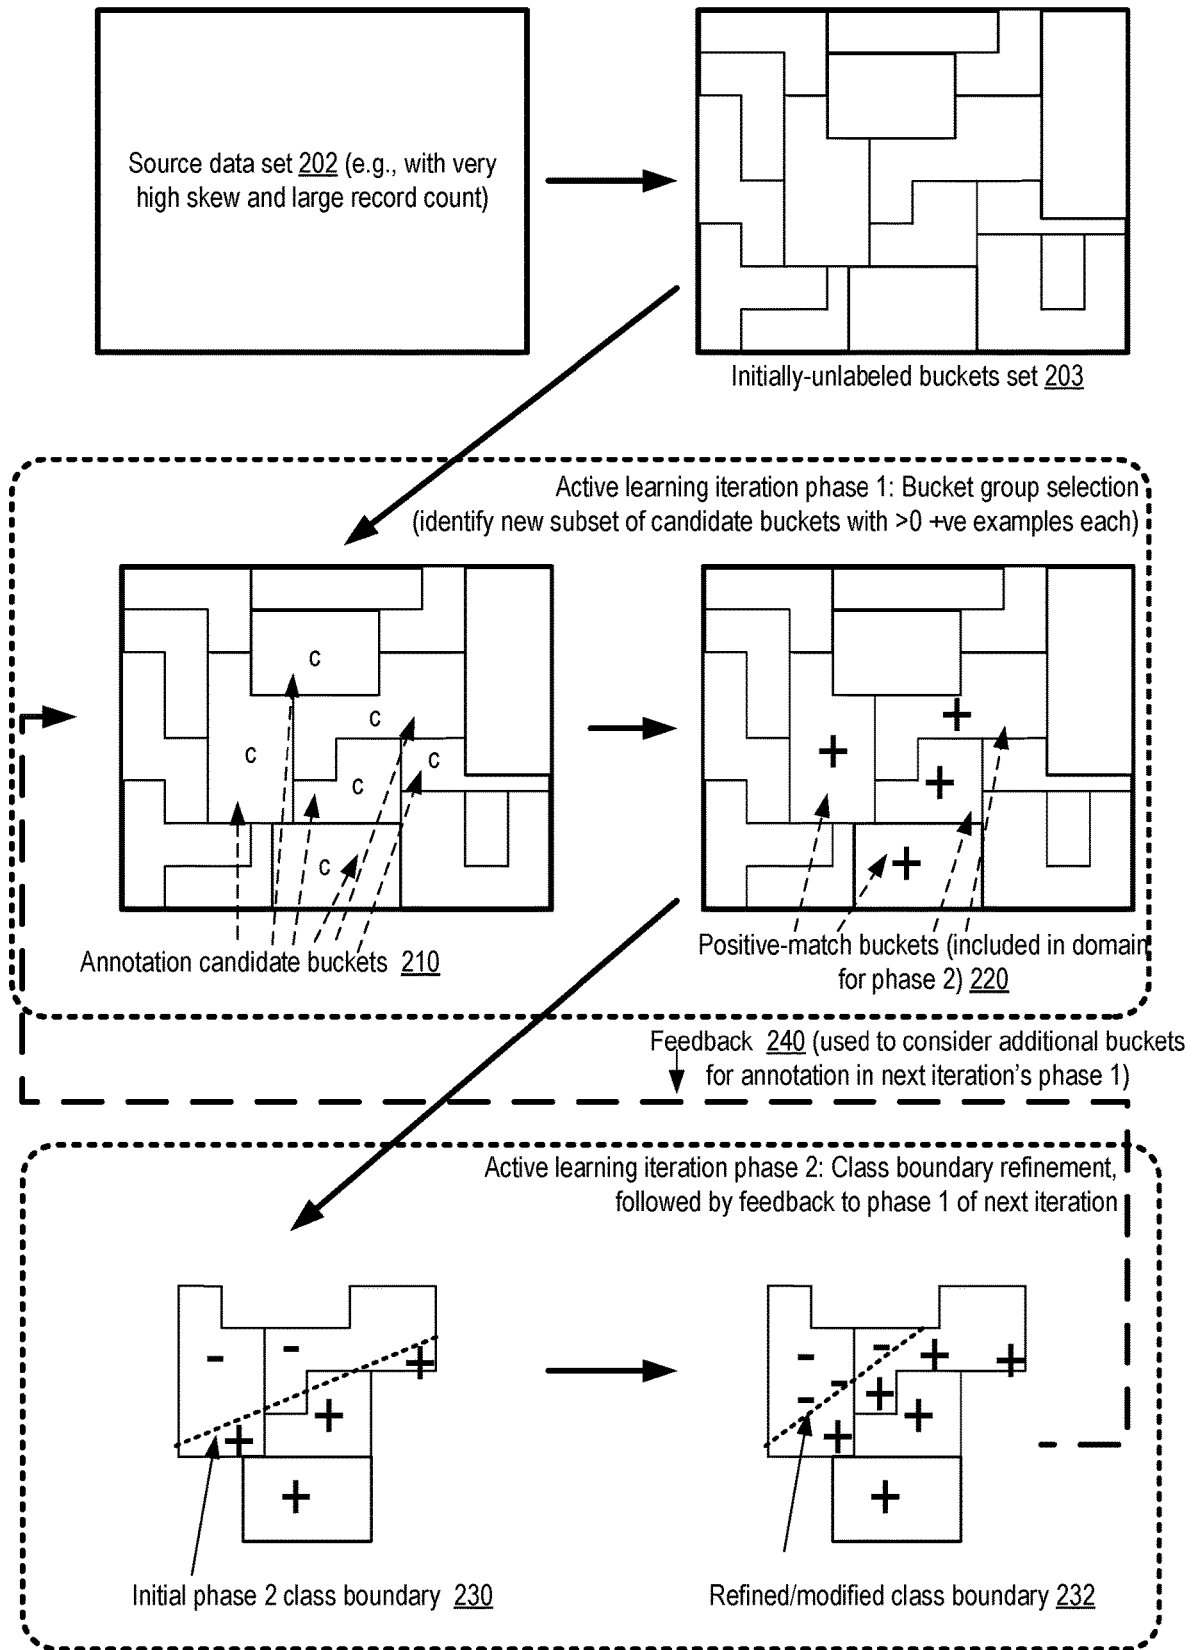 Source data set 202 (e.g., with very
high skew and large record count)
Initially-unlabeled buckets set 203
Active learning iteration phase 1: Bucket group selection
(identify new subset of candidate buckets with >0 +ve examples each)
c
c
c
c
c
c
+
+
+
+
Annotation candidate buckets 210
Positive-match buckets (included in domain
for phase 2) 220
Feedback 240 (used to consider additional buckets
for annotation in next iteration's phase 1)
Active learning iteration phase 2: Class boundary refinement,
followed by feedback to phase 1 of next iteration
- -
+
+
+
+
- -
+ +
- -
+
+
+
+
Initial phase 2 class boundary 230
Refined/modified class boundary 232